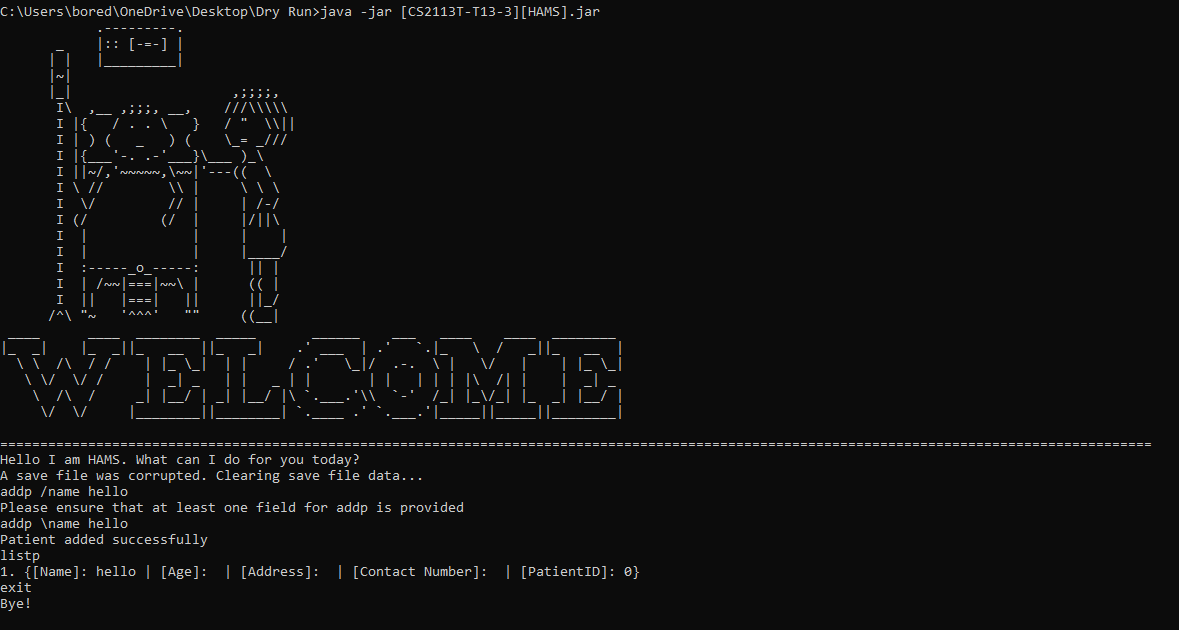 C:\Users\bored\OneDrive\Desktop\Dry Run>java -jar [CS2113T-T13-3][HAMS].jar
WELCOME
Hello I am HAMS. What can I do for you today?
A save file was corrupted. Clearing save file data...
addp /name hello
Please ensure that at least one field for addp is provided
addp \name hello
Patient added successfully
listp
1. {[Name]: hello | [Age]:  | [Address]:  | [Contact Number]:  | [PatientID]: 0}
exit
Bye!